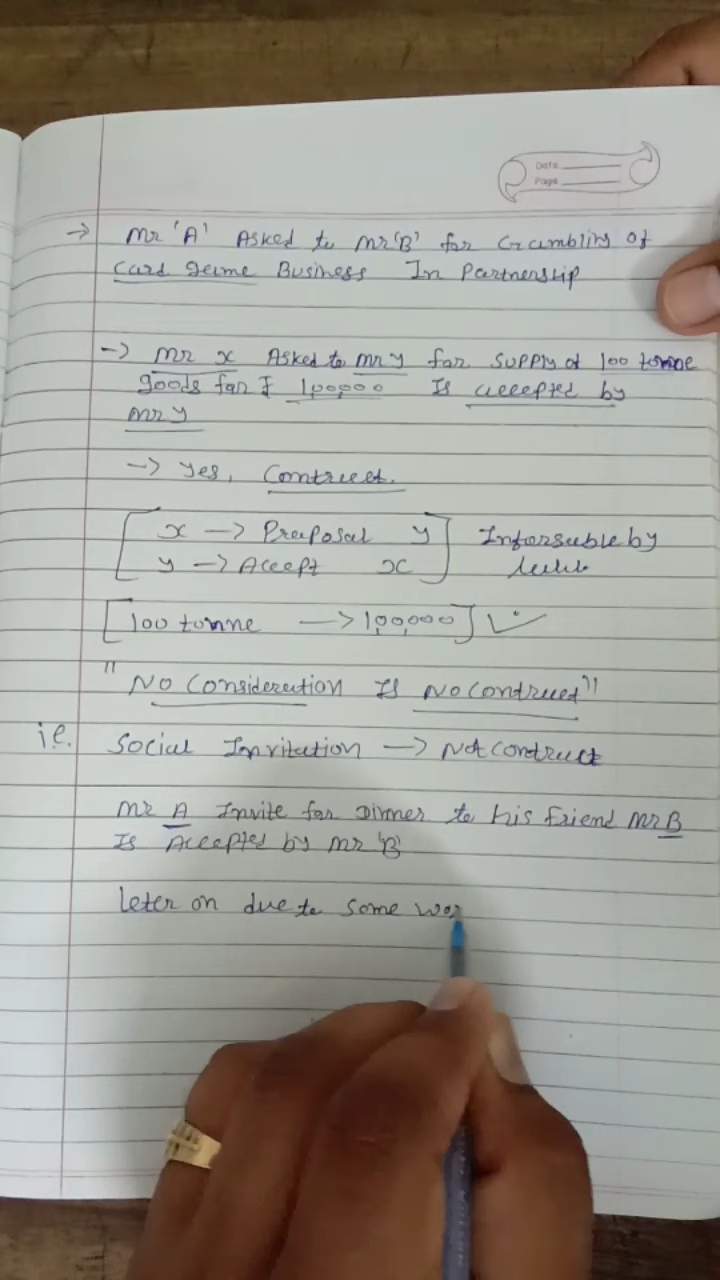 Date
Page
→ Mr 'A' Asked to Mr 'B' for Gambling of
Card Game Business In Partnership
→ Mr x Asked to Mr y for supply of 100 tonne
goods for ₹ 1,00,000 Is accepted by
Mr y
→ Yes, Contract.
x → Praposal y
y → Accept x
Inforseuble by
[100 tonne → 1,00,000]
"No Consideration Is No Contract"
i.e. Social Invitation → Not Contract
Mr A Invite for Dinner to his Friend Mr B
Is Accepted by Mr 'B'
Leter on due to some wor